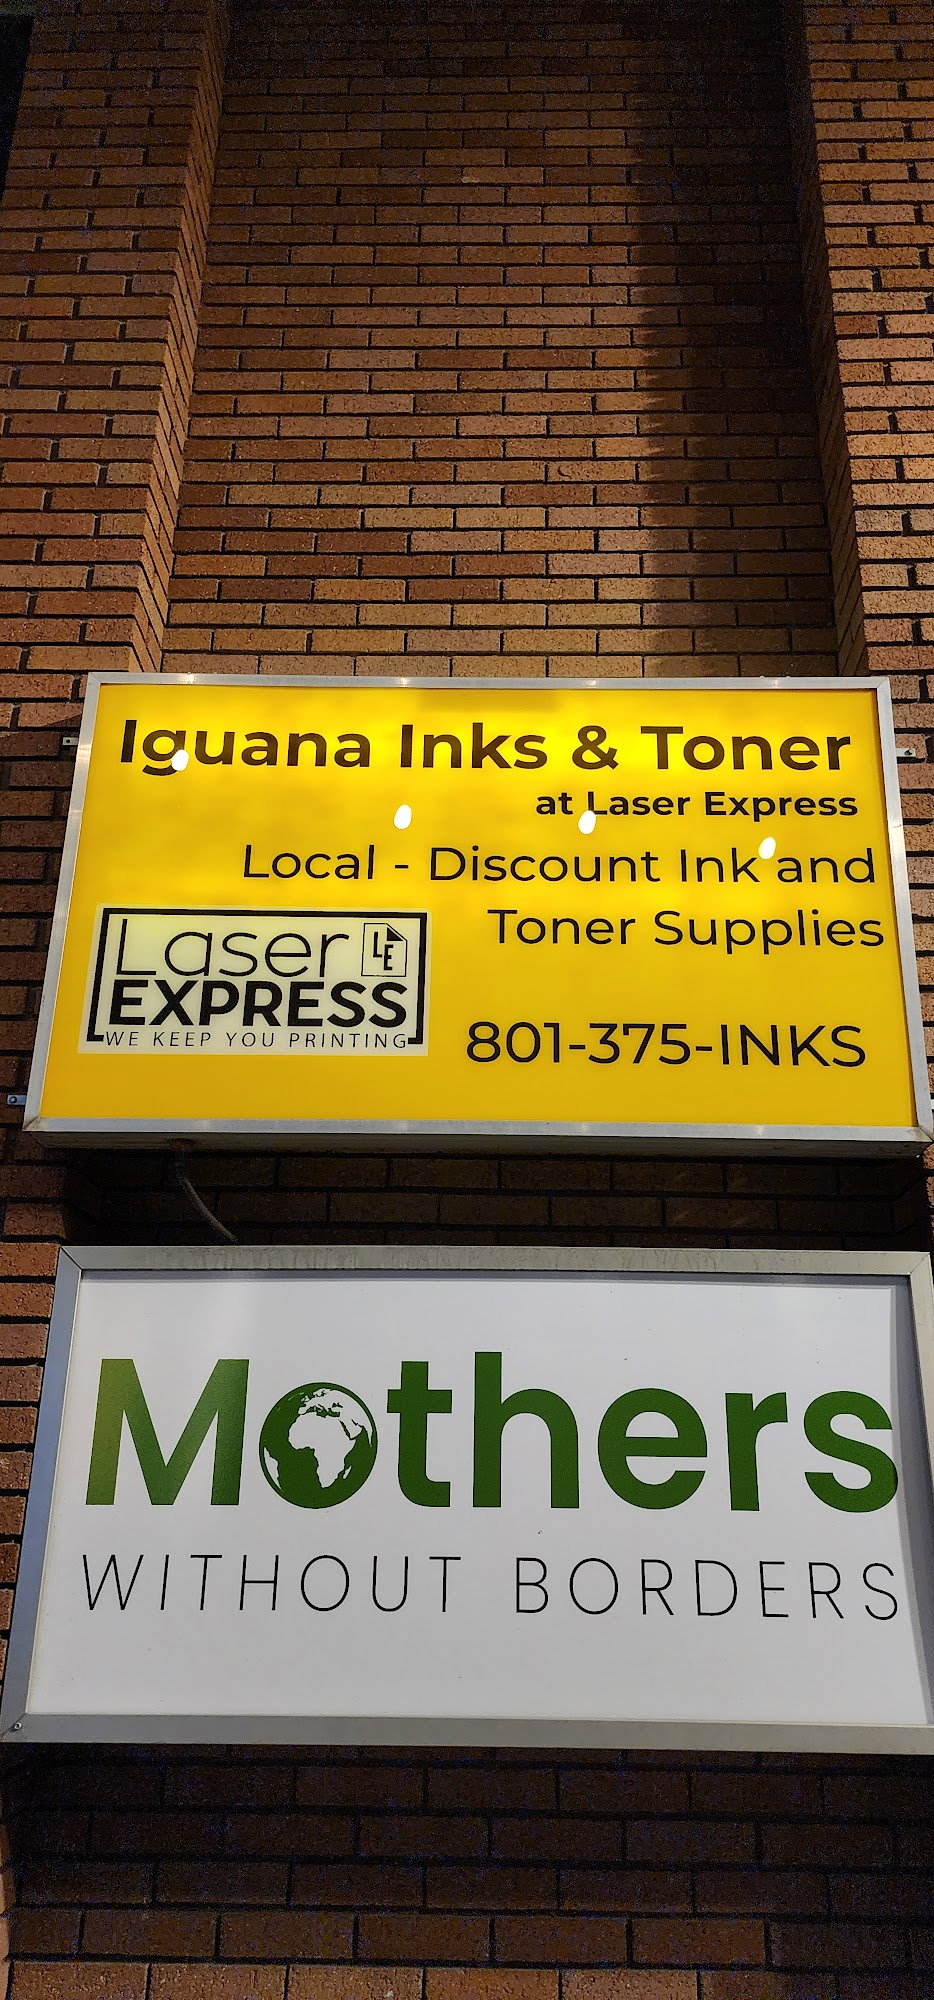 Iguana Inks & Toner
at Laser Express
Local - Discount Ink and
Toner Supplies
Laser LE
EXPRESS
WE KEEP YOU PRINTING
801-375-INKS
Mothers
WITHOUT BORDERS